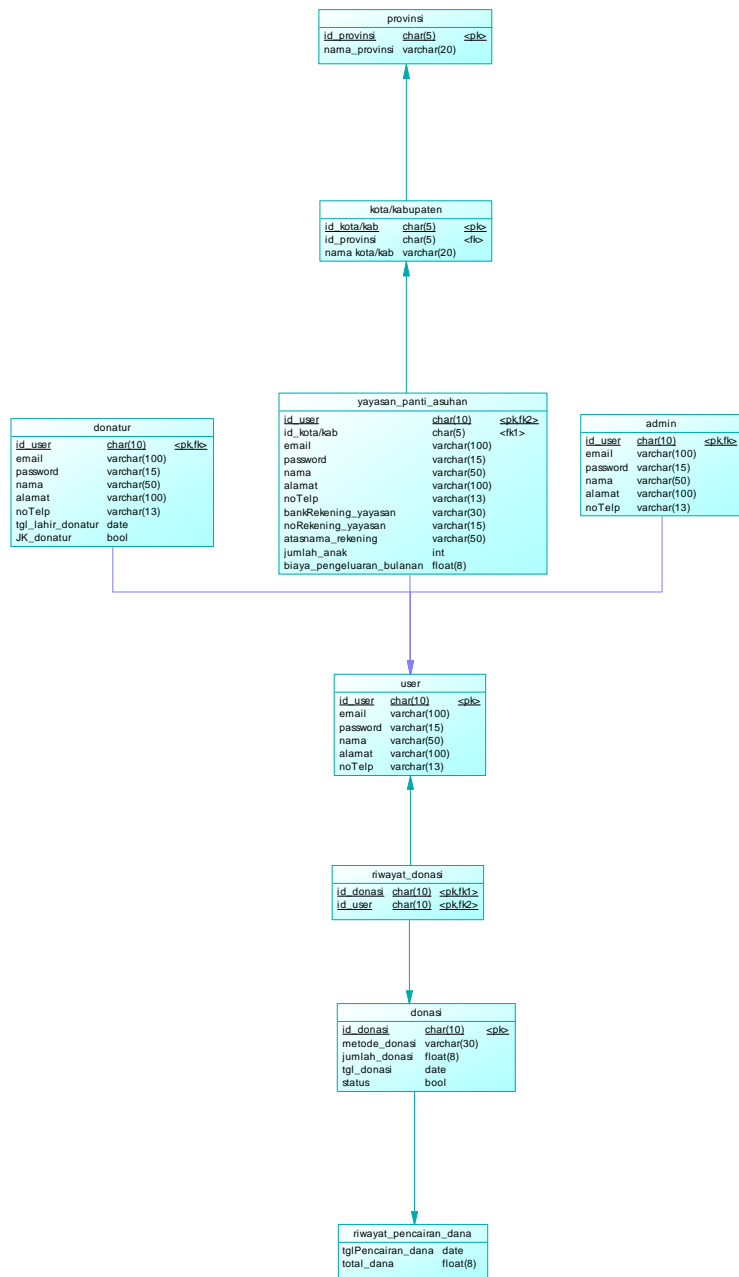 provinsi
id_provinsi char(5) <pk>
nama_provinsi varchar(20)
kota/kabupaten
id_kota/kab char(5) <pk>
id_provinsi char(5) <fk>
nama kota/kab varchar(20)
yayasan_panti_asuhan
id_user char(10) <pk,fk2>
id_kota/kab char(5) <fk1>
email varchar(100)
password varchar(15)
nama varchar(50)
alamat varchar(100)
noTelp varchar(13)
bankRekening_yayasan varchar(30)
noRekening_yayasan varchar(15)
atasnama_rekening varchar(50)
jumlah_anak int
biaya_pengeluaran_bulanan float(8)
donatur
id_user char(10) <pk,fk>
email varchar(100)
password varchar(15)
nama varchar(50)
alamat varchar(100)
noTelp varchar(13)
tgl_lahir_donatur date
JK_donatur bool
admin
id_user char(10) <pk,fk>
email varchar(100)
password varchar(15)
nama varchar(50)
alamat varchar(100)
noTelp varchar(13)
user
id_user char(10) <pk>
email varchar(100)
password varchar(15)
nama varchar(50)
alamat varchar(100)
noTelp varchar(13)
riwayat_donasi
id_donasi char(10) <pk,fk1>
id_user char(10) <pk,fk2>
donasi
id_donasi char(10) <pk>
metode_donasi varchar(30)
jumlah_donasi float(8)
tgl_donasi date
status bool
riwayat_pencairan_dana
tglPencairan_dana date
total_dana float(8)